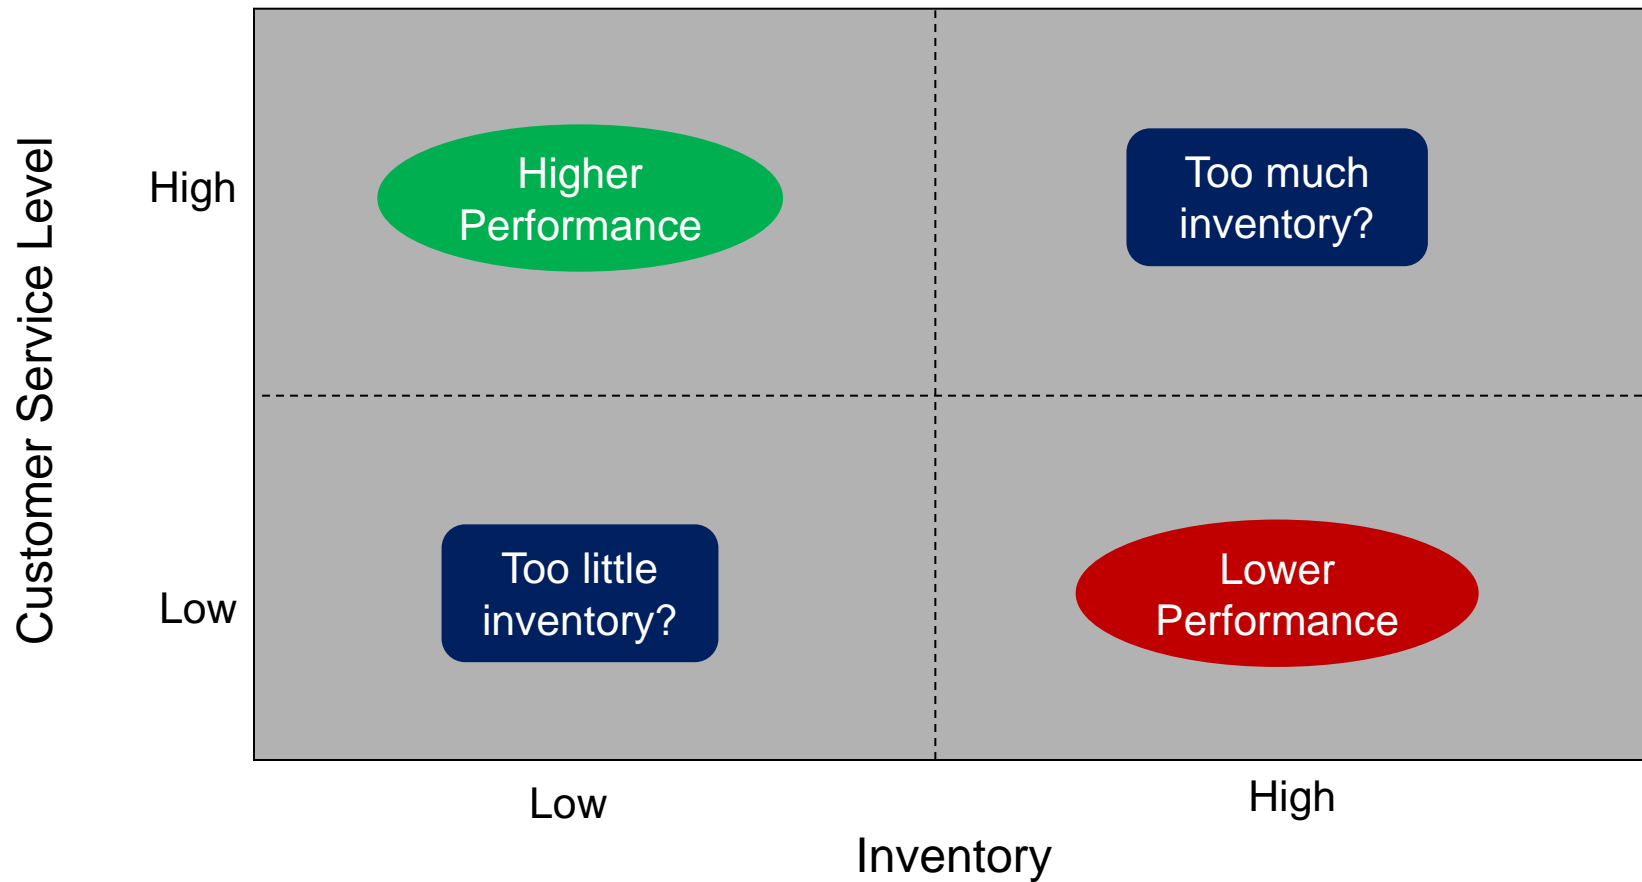 Customer Service Level
High
Higher
Performance
Too much
inventory?
Low
Too little
inventory?
Lower
Performance
Low
High
Inventory